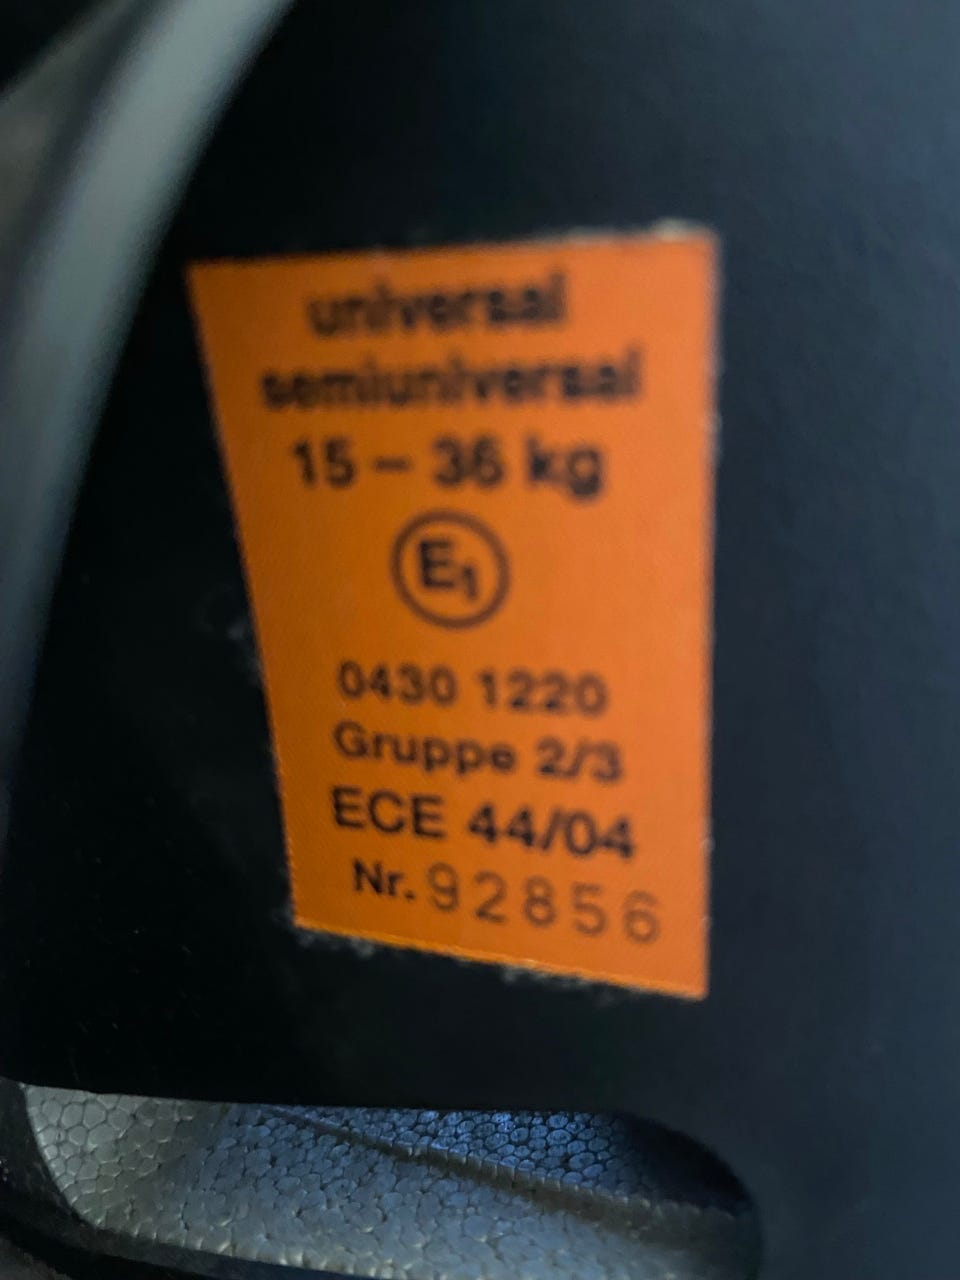 universal
semiuniversal
15 – 36 kg
E1
0430 1220
Gruppe 2/3
ECE 44/04
Nr. 92856